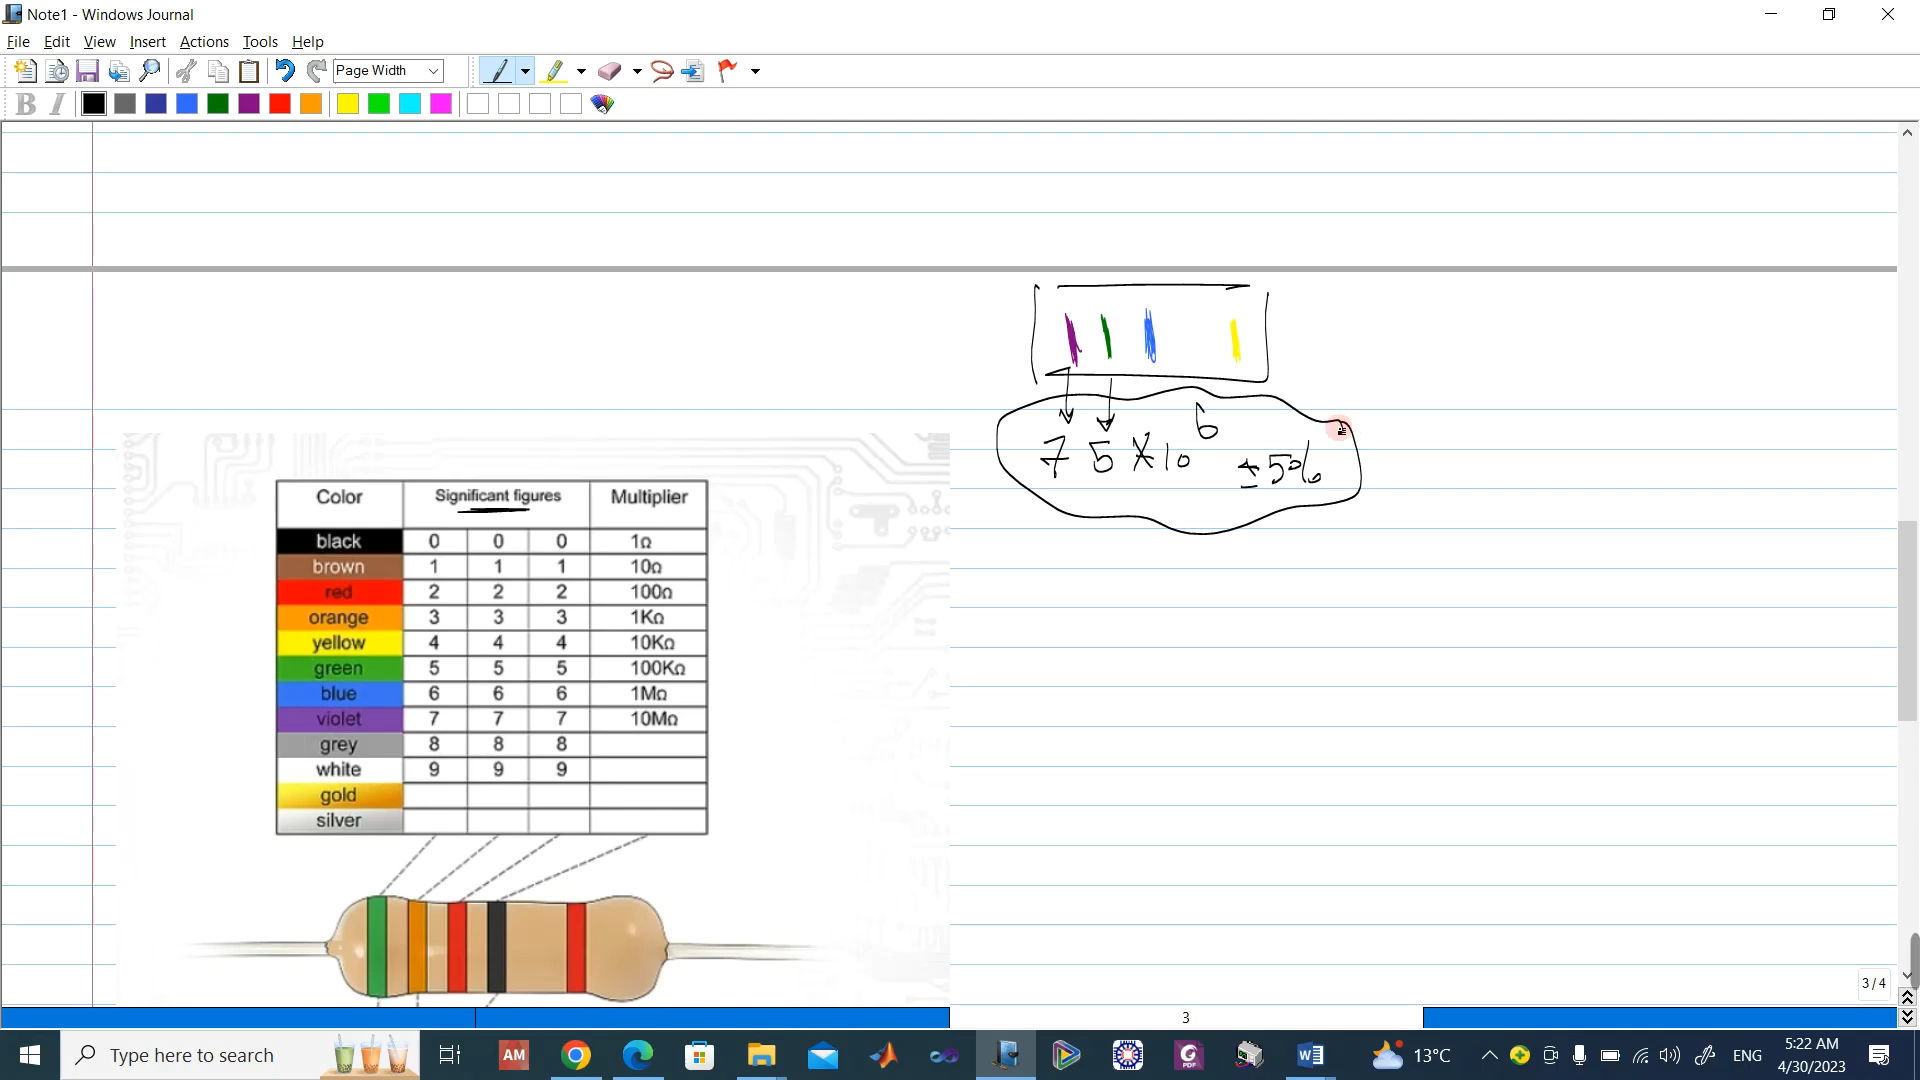 Note1 - Windows Journal
File Edit View Insert Actions Tools Help
Page Width
B I
6
7 5 X10 ±5%
Color Significant figures Multiplier
black 0 0 0 1Ω
brown 1 1 1 10Ω
red 2 2 2 100Ω
orange 3 3 3 1KΩ
yellow 4 4 4 10KΩ
green 5 5 5 100KΩ
blue 6 6 6 1MΩ
violet 7 7 7 10MΩ
grey 8 8 8
white 9 9 9
gold
silver
3 / 4
3
Type here to search
AM
PDF
W
13°C
ENG
5:22 AM
4/30/2023